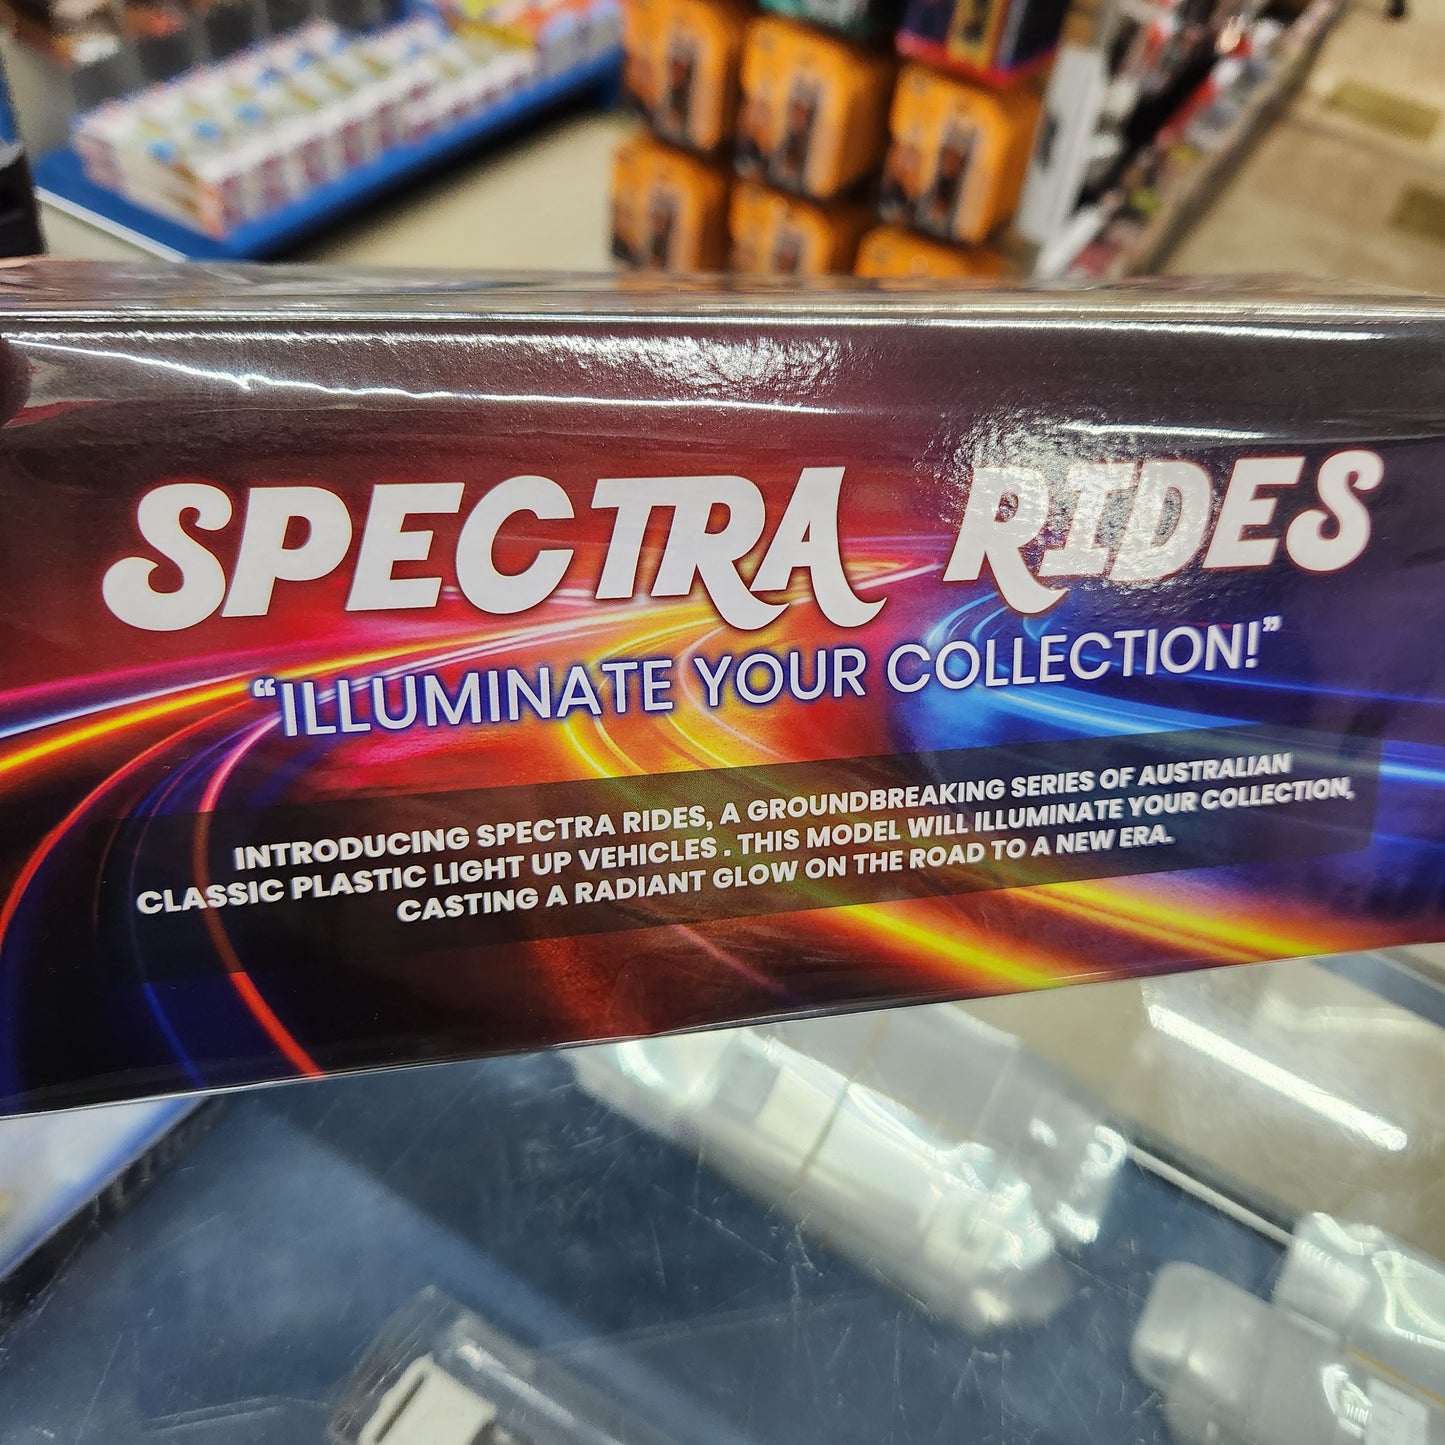 SPECTRA RIDES
“ILLUMINATE YOUR COLLECTION!”
INTRODUCING SPECTRA RIDES, A GROUNDBREAKING SERIES OF AUSTRALIAN
CLASSIC PLASTIC LIGHT UP VEHICLES . THIS MODEL WILL ILLUMINATE YOUR COLLECTION,
CASTING A RADIANT GLOW ON THE ROAD TO A NEW ERA.